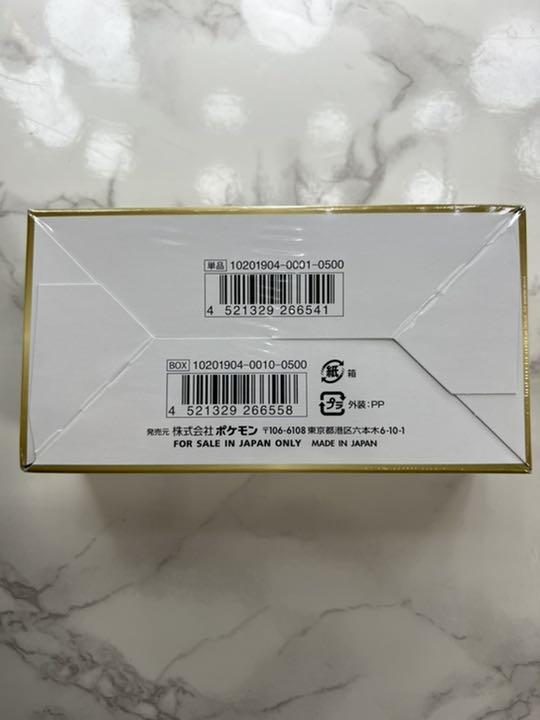 単品 10201904-0001-0500
4 521329 266541
BOX 10201904-0010-0500
4 521329 266558
紙 箱
プラ 外装:PP
発売元 株式会社ポケモン 〒106-6108 東京都港区六本木6-10-1
FOR SALE IN JAPAN ONLY MADE IN JAPAN